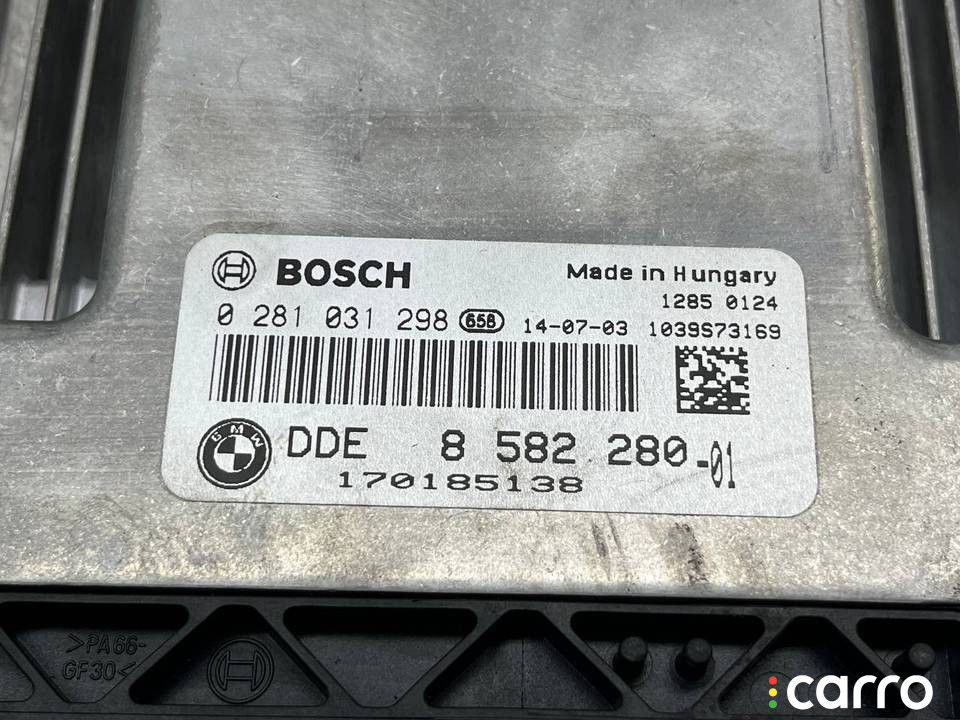 BOSCH
Made in Hungary
1285 0124
0 281 031 298 658 14-07-03 1039S73169
BMW
DDE 8 582 280-01
170185138
>PA66-
GF30<
carro